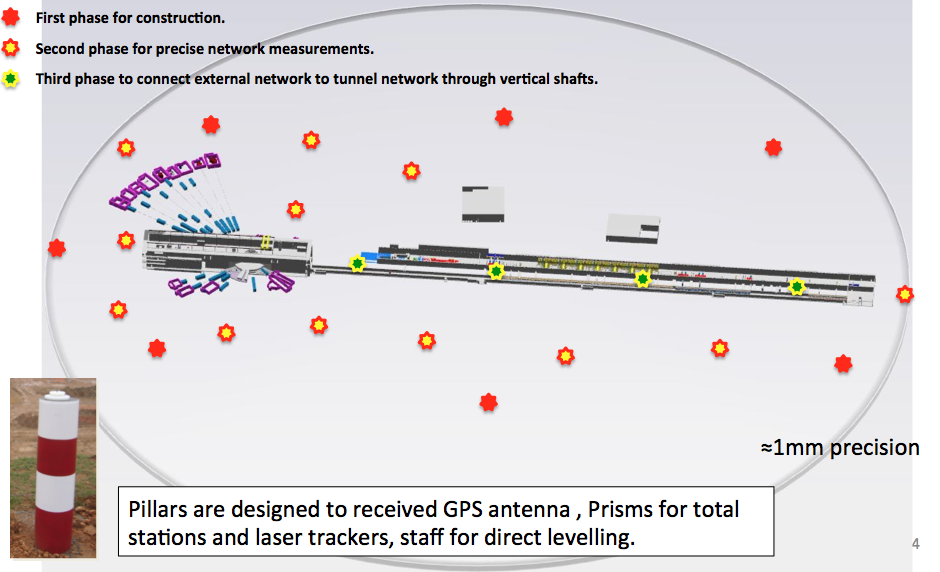 First phase for construction.
Second phase for precise network measurements.
Third phase to connect external network to tunnel network through vertical shafts.
≈1mm precision
Pillars are designed to received GPS antenna , Prisms for total
stations and laser trackers, staff for direct levelling.
4